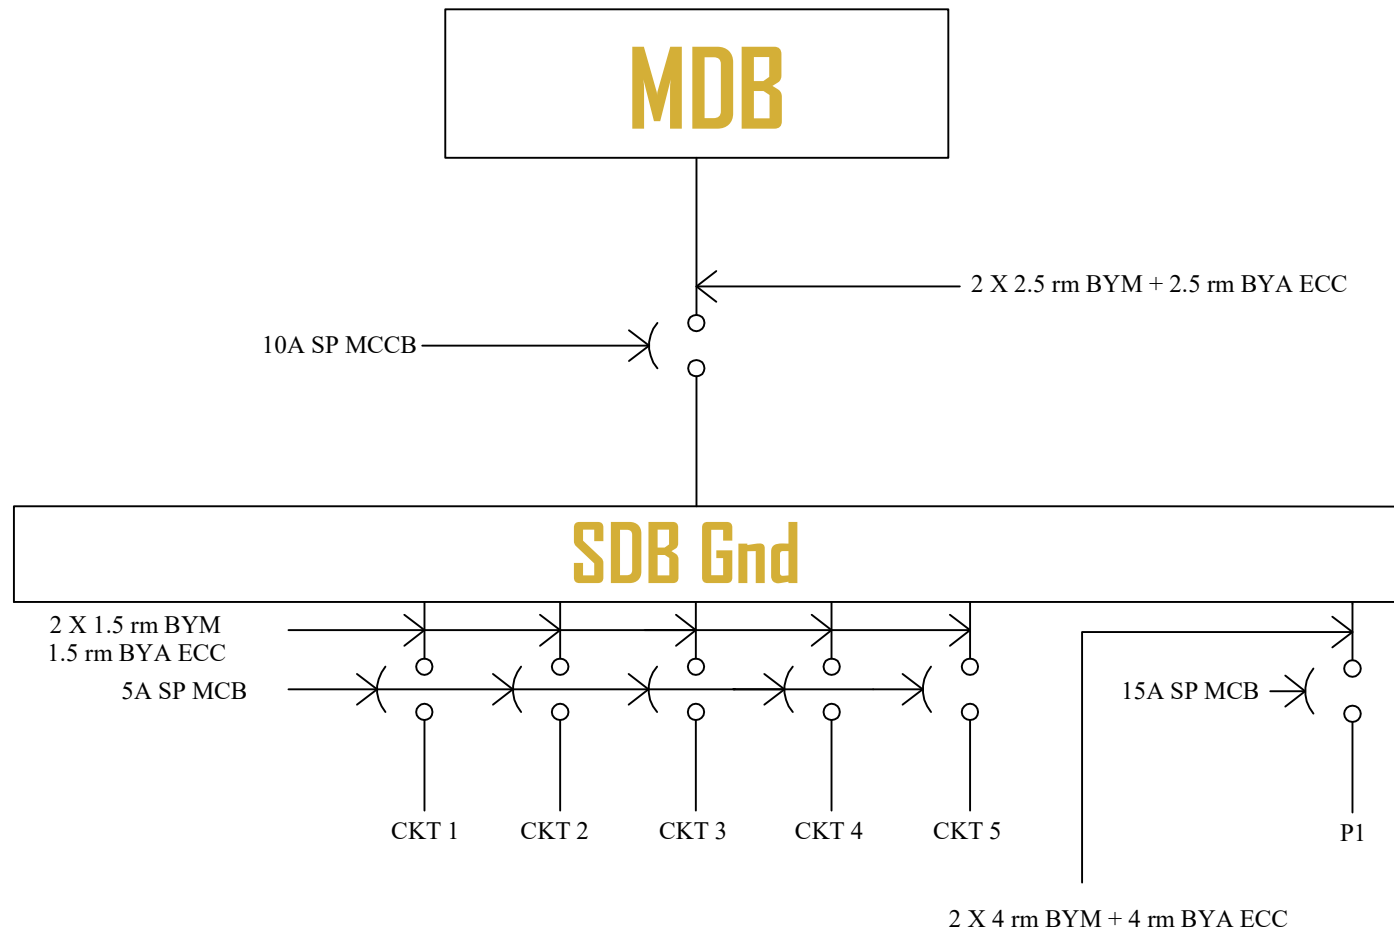 MDB
2 X 2.5 rm BYM + 2.5 rm BYA ECC
10A SP MCCB
SDB Gnd
2 X 1.5 rm BYM
1.5 rm BYA ECC
5A SP MCB
15A SP MCB
CKT 1
CKT 2
CKT 3
CKT 4
CKT 5
P1
2 X 4 rm BYM + 4 rm BYA ECC